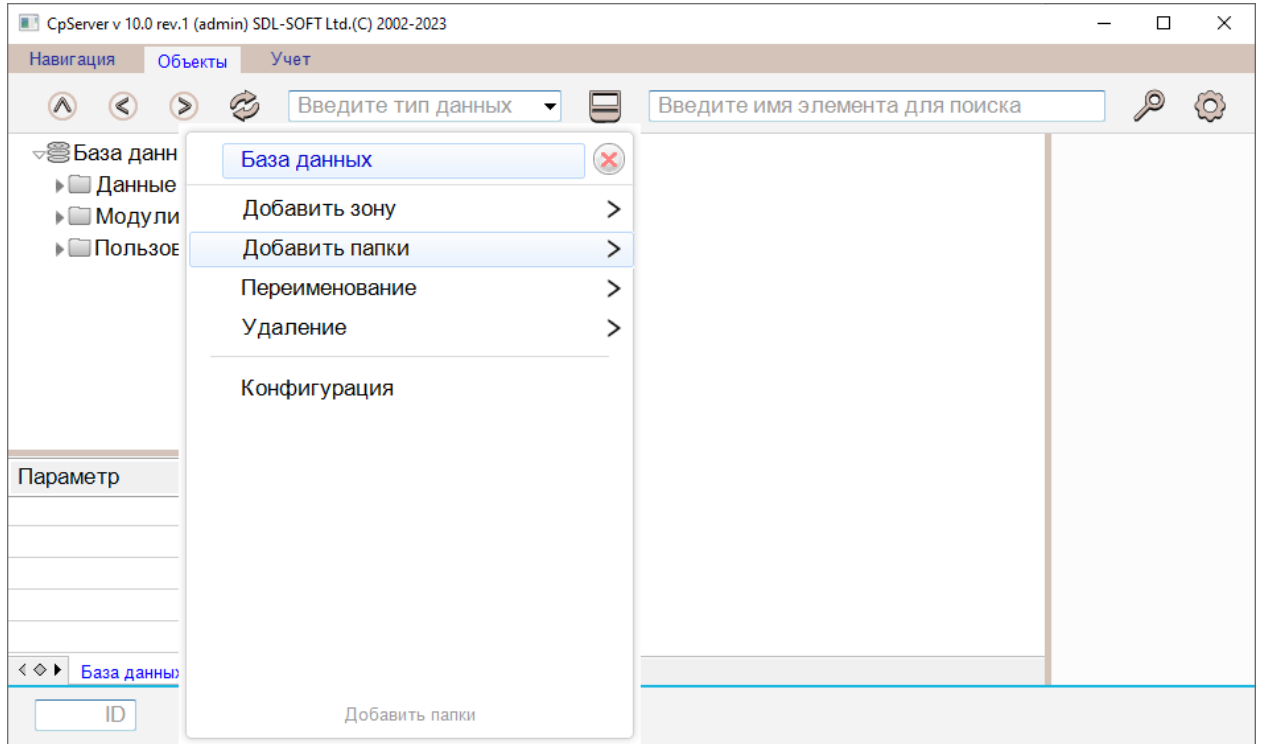 CpServer v 10.0 rev.1 (admin) SDL-SOFT Ltd.(C) 2002-2023
Навигация Объекты Учет
Введите тип данных Введите имя элемента для поиска
База данн
Данные
Модули
Пользов
База данных
Добавить зону
Добавить папки
Переименование
Удаление
Конфигурация
Параметр
База данных
ID
Добавить папки